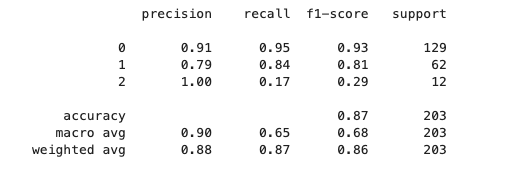 precision recall f1-score support
0 0.91 0.95 0.93 129
1 0.79 0.84 0.81 62
2 1.00 0.17 0.29 12
accuracy 0.87 203
macro avg 0.90 0.65 0.68 203
weighted avg 0.88 0.87 0.86 203